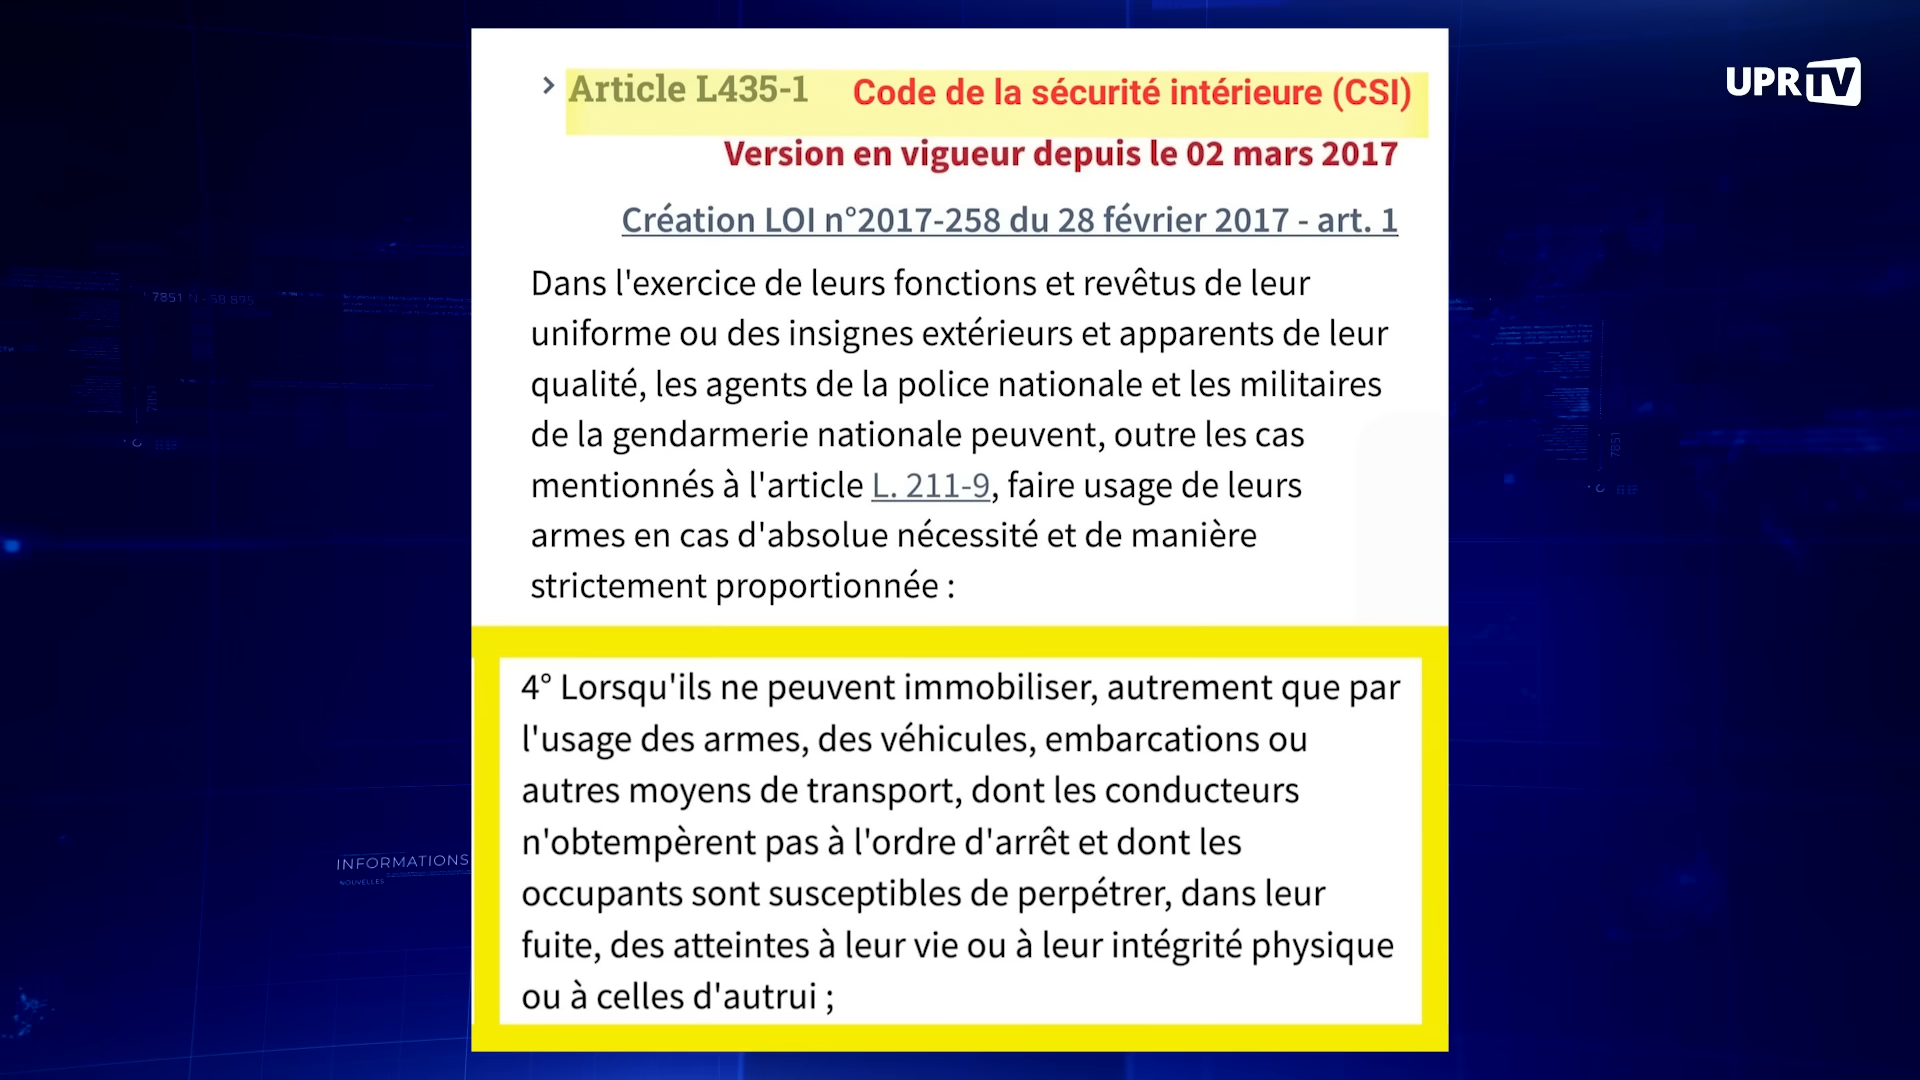 UPR TV
Article L435-1 Code de la sécurité intérieure (CSI)
Version en vigueur depuis le 02 mars 2017
Création LOI n°2017-258 du 28 février 2017 - art. 1
Dans l'exercice de leurs fonctions et revêtus de leur
uniforme ou des insignes extérieurs et apparents de leur
qualité, les agents de la police nationale et les militaires
de la gendarmerie nationale peuvent, outre les cas
mentionnés à l'article L. 211-9, faire usage de leurs
armes en cas d'absolue nécessité et de manière
strictement proportionnée :
4° Lorsqu'ils ne peuvent immobiliser, autrement que par
l'usage des armes, des véhicules, embarcations ou
autres moyens de transport, dont les conducteurs
n'obtempèrent pas à l'ordre d'arrêt et dont les
occupants sont susceptibles de perpétrer, dans leur
fuite, des atteintes à leur vie ou à leur intégrité physique
ou à celles d'autrui ;
INFORMATIONS
NOUVELLES
7851
7851